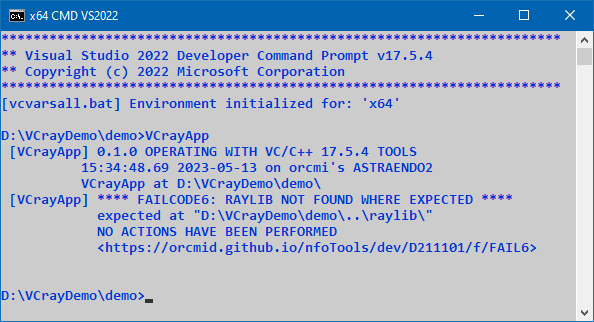 x64 CMD VS2022
**********************************************************************
** Visual Studio 2022 Developer Command Prompt v17.5.4
** Copyright (c) 2022 Microsoft Corporation
**********************************************************************
[vcvarsall.bat] Environment initialized for: 'x64'
D:\VCrayDemo\demo>VCrayApp
[VCrayApp] 0.1.0 OPERATING WITH VC/C++ 17.5.4 TOOLS
15:34:48.69 2023-05-13 on orcmi's ASTRAENDO2
VCrayApp at D:\VCrayDemo\demo\
[VCrayApp] **** FAILCODE6: RAYLIB NOT FOUND WHERE EXPECTED ****
expected at "D:\VCrayDemo\demo\..\raylib\"
NO ACTIONS HAVE BEEN PERFORMED
<https://orcmid.github.io/nfoTools/dev/D211101/f/FAIL6>
D:\VCrayDemo\demo>